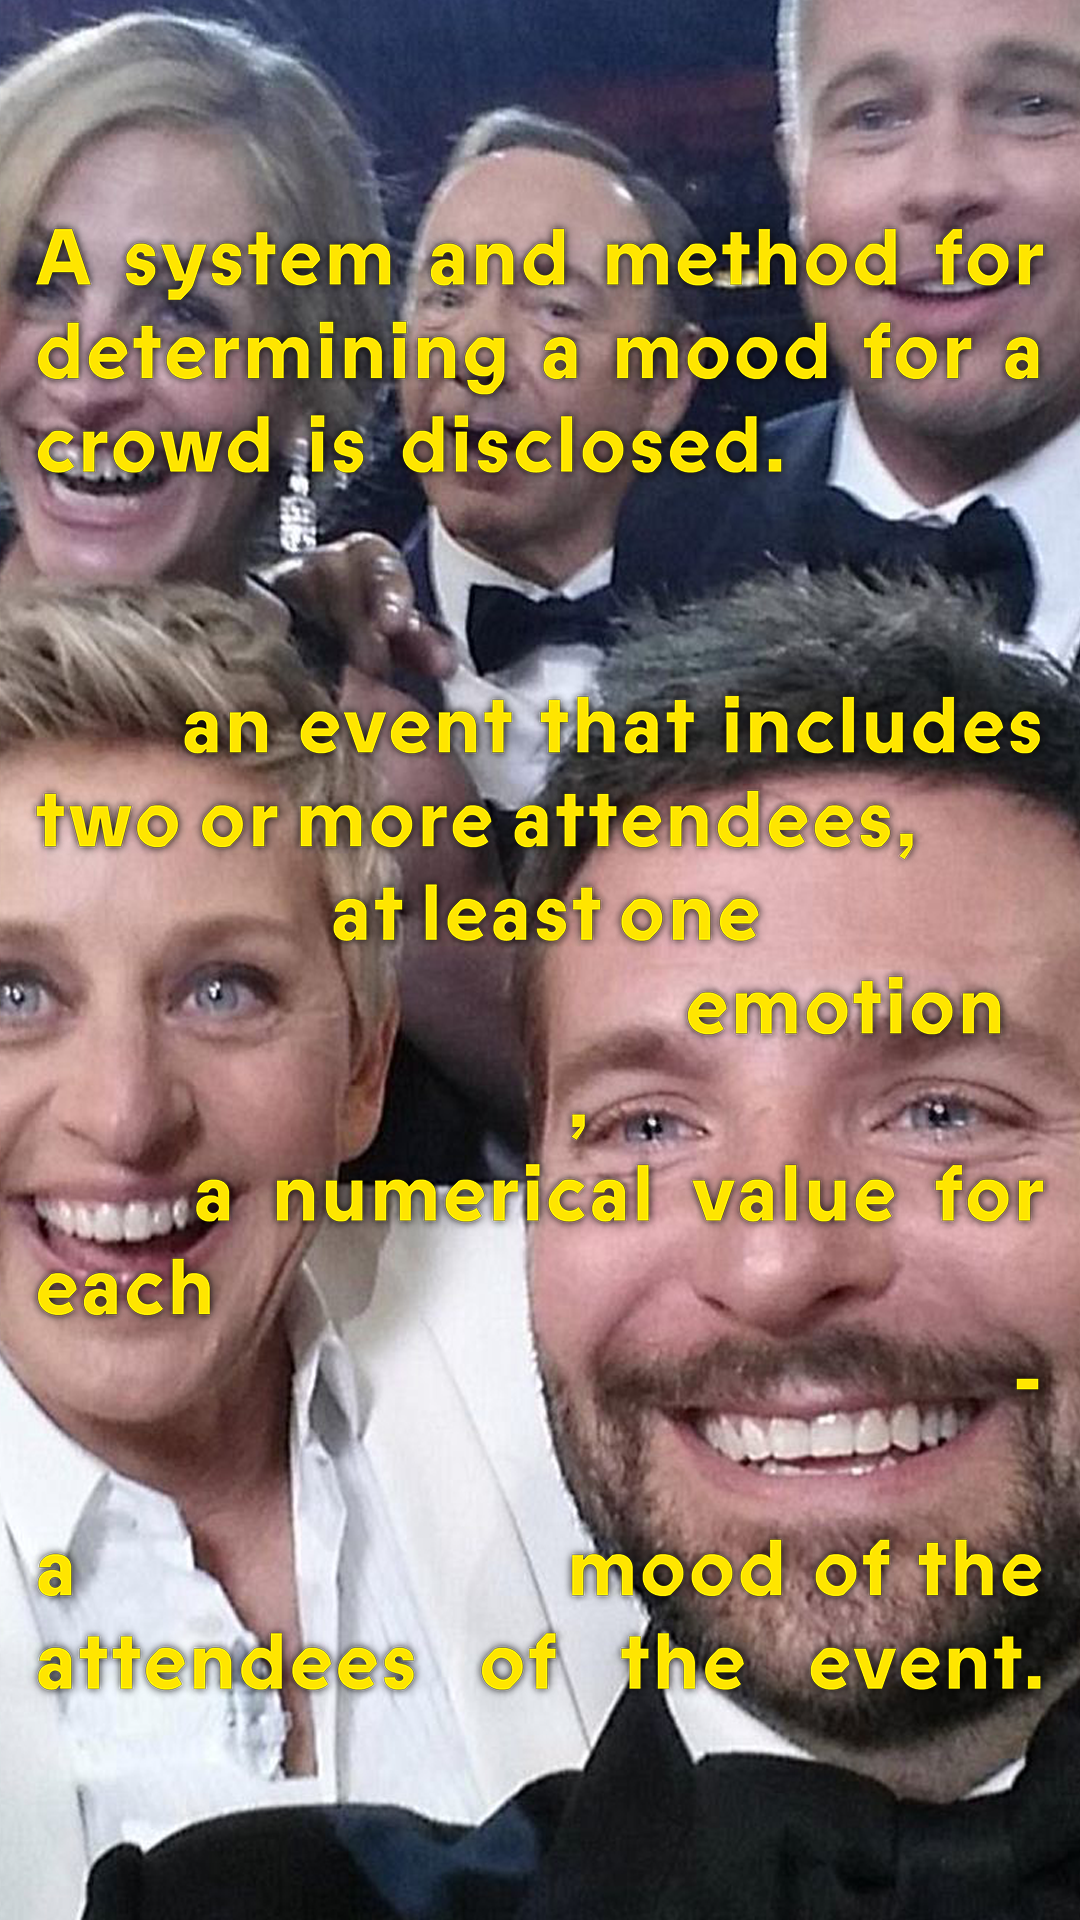 A system and method for
determining a mood for a
crowd is disclosed.
an event that includes
two or more attendees,
at least one
emotion
,
a numerical value for
each
-
a mood of the
attendees of the event.